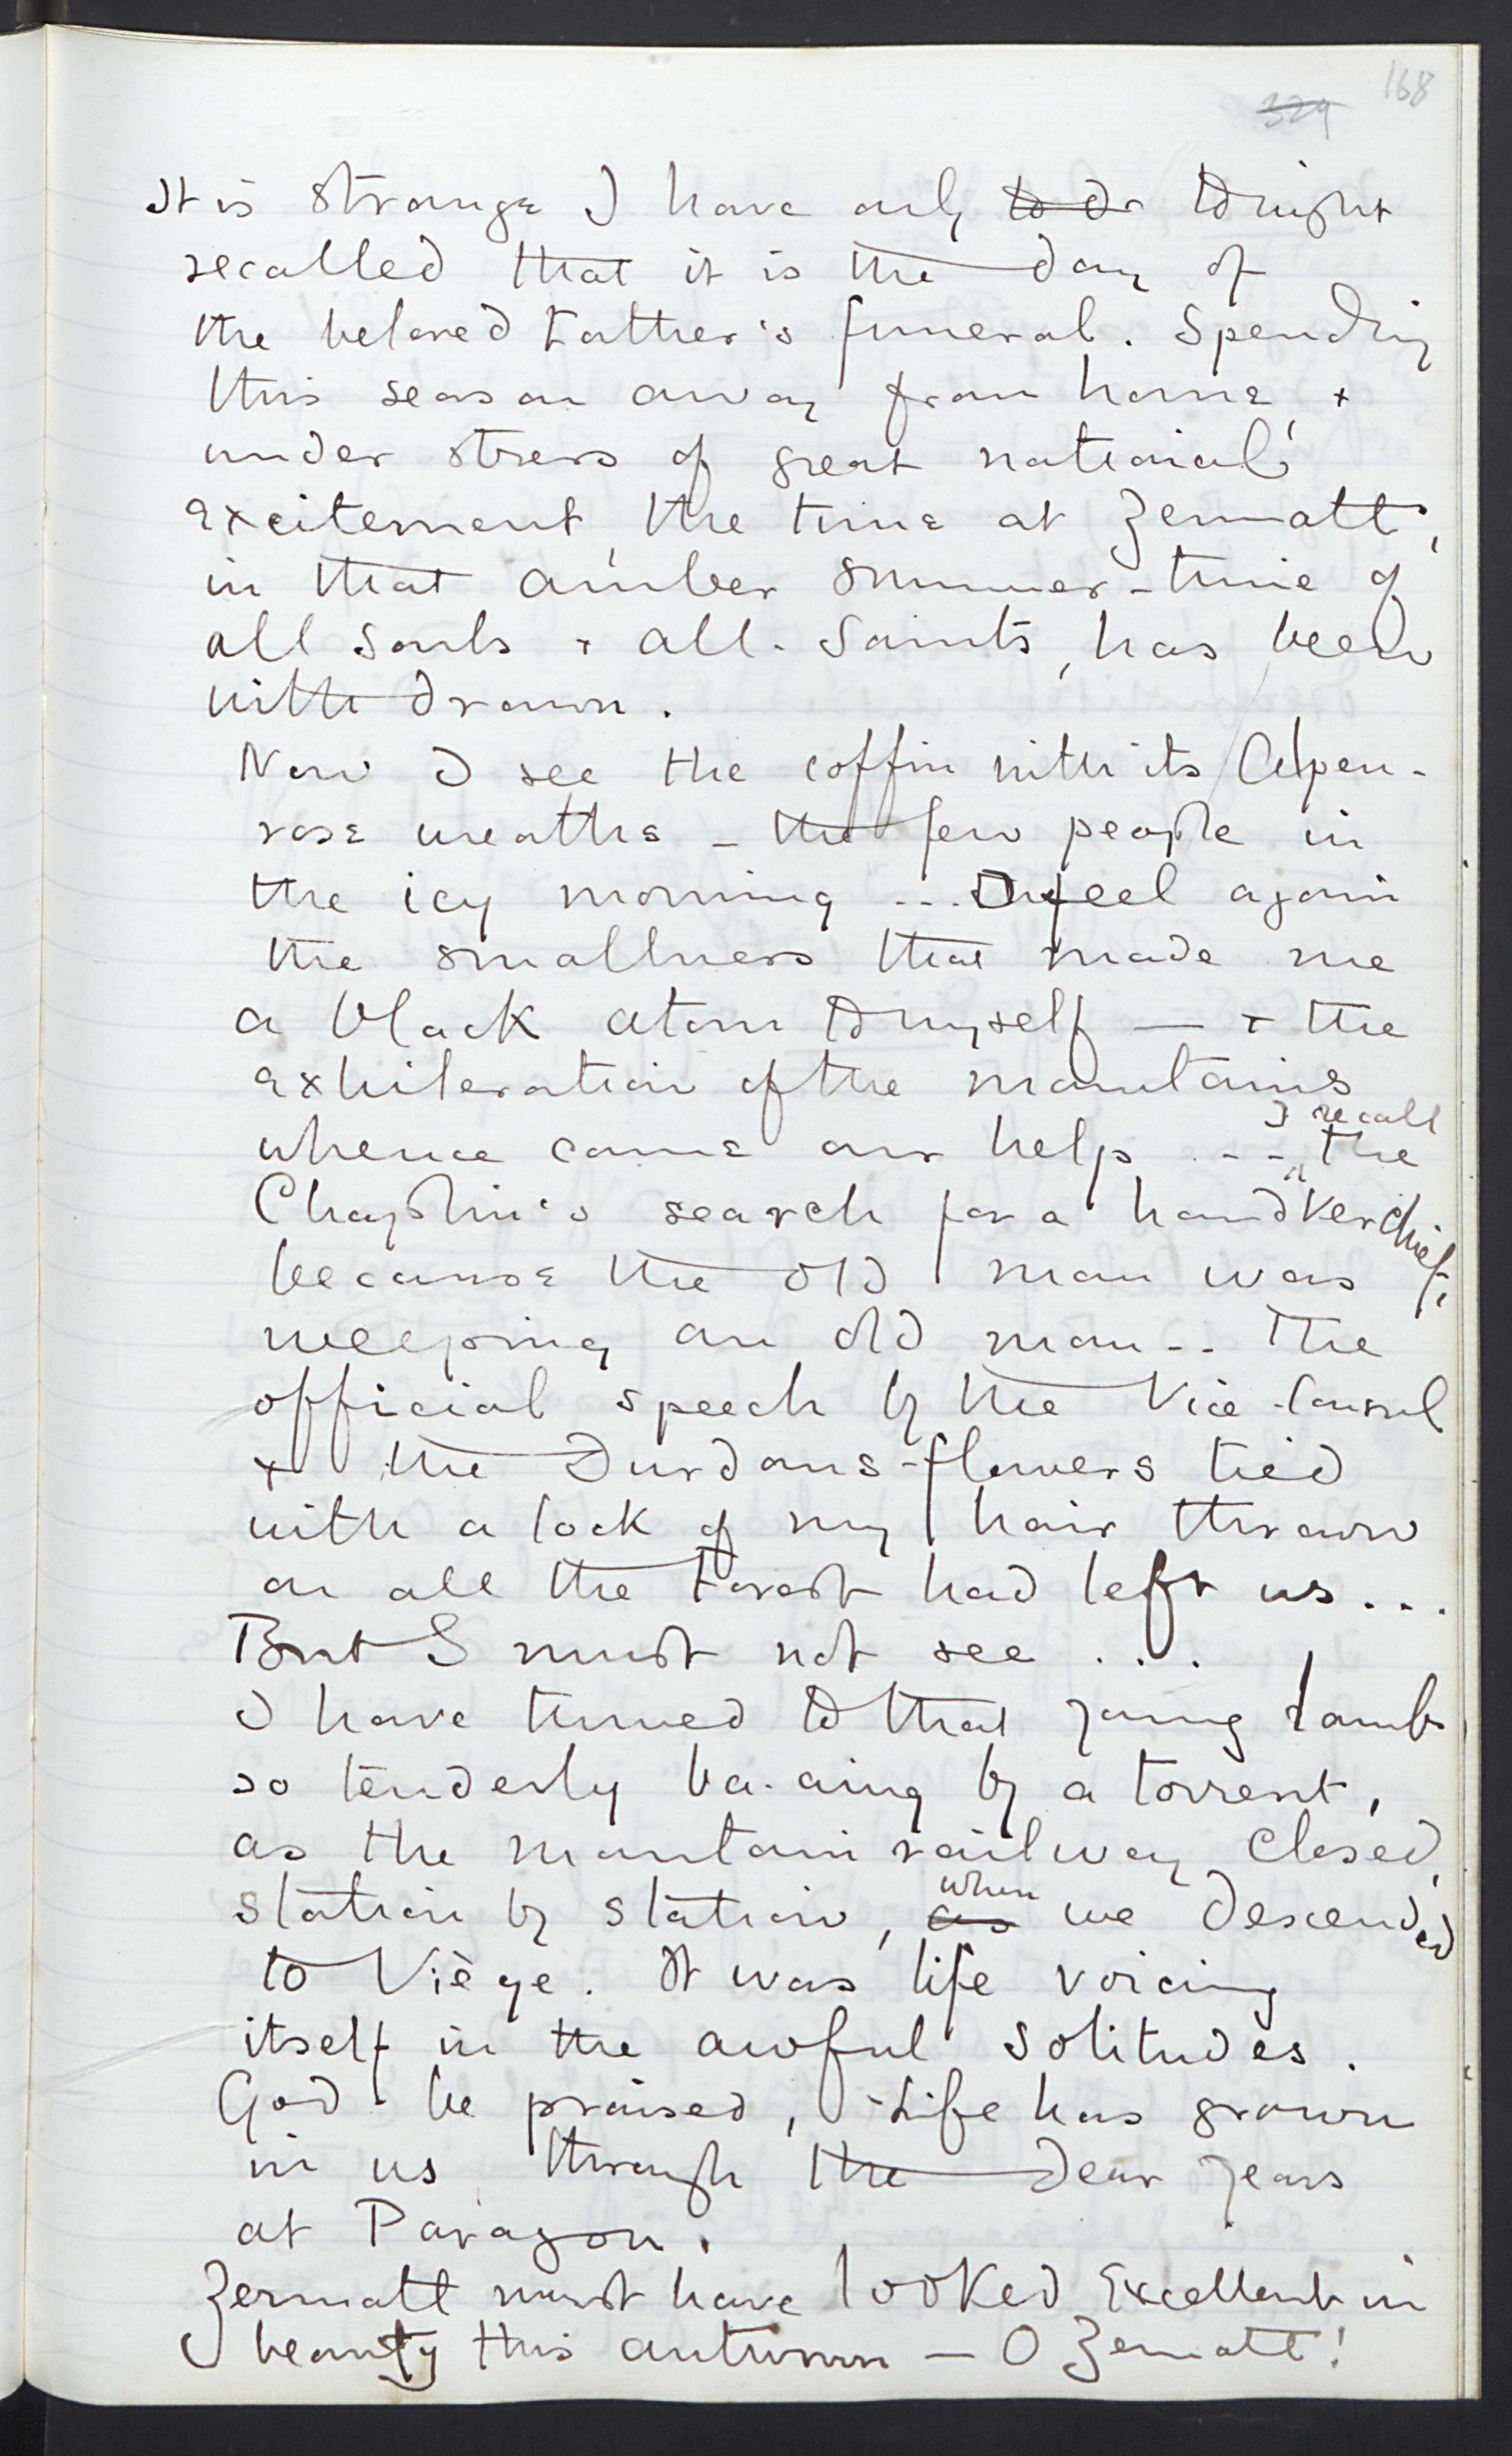 168
329
It is strange I have only to da tonight
recalled that it is the day of
the beloved Father's funeral. Spending
this season away from home, +
under stress of great national
excitement, the time at Zermatt,
in that amber summer-time of
all Souls + all-Saints, has been
withdrawn.
Now I see the coffin with its Alpen-
rose wreaths - the few people in
the icy morning ... I feel again
the smallness that made me
a black atom to myself — + the
exhileration of the mountains
whence came our help ... I recall the
Chaplin's search for a handkerchief,
because the old man was
weeping an old man.. The
official speech by the Vice-Consul
+ the Durdans-flowers tied
with a lock of my hair thrown
on all the Forest had left us...
But I must not see ...
I have turned to that young lamb
so tenderly ba-aing by a torrent,
as the mountain railway closed,
station by station, as when we descended
to Viège. It was life voicing
itself in the awful solitudes.
God be praised, Life has grown
in us through the dear years
at Paragon.
Zermatt must have looked Excellent in
beauty this autumn — O Zermatt!